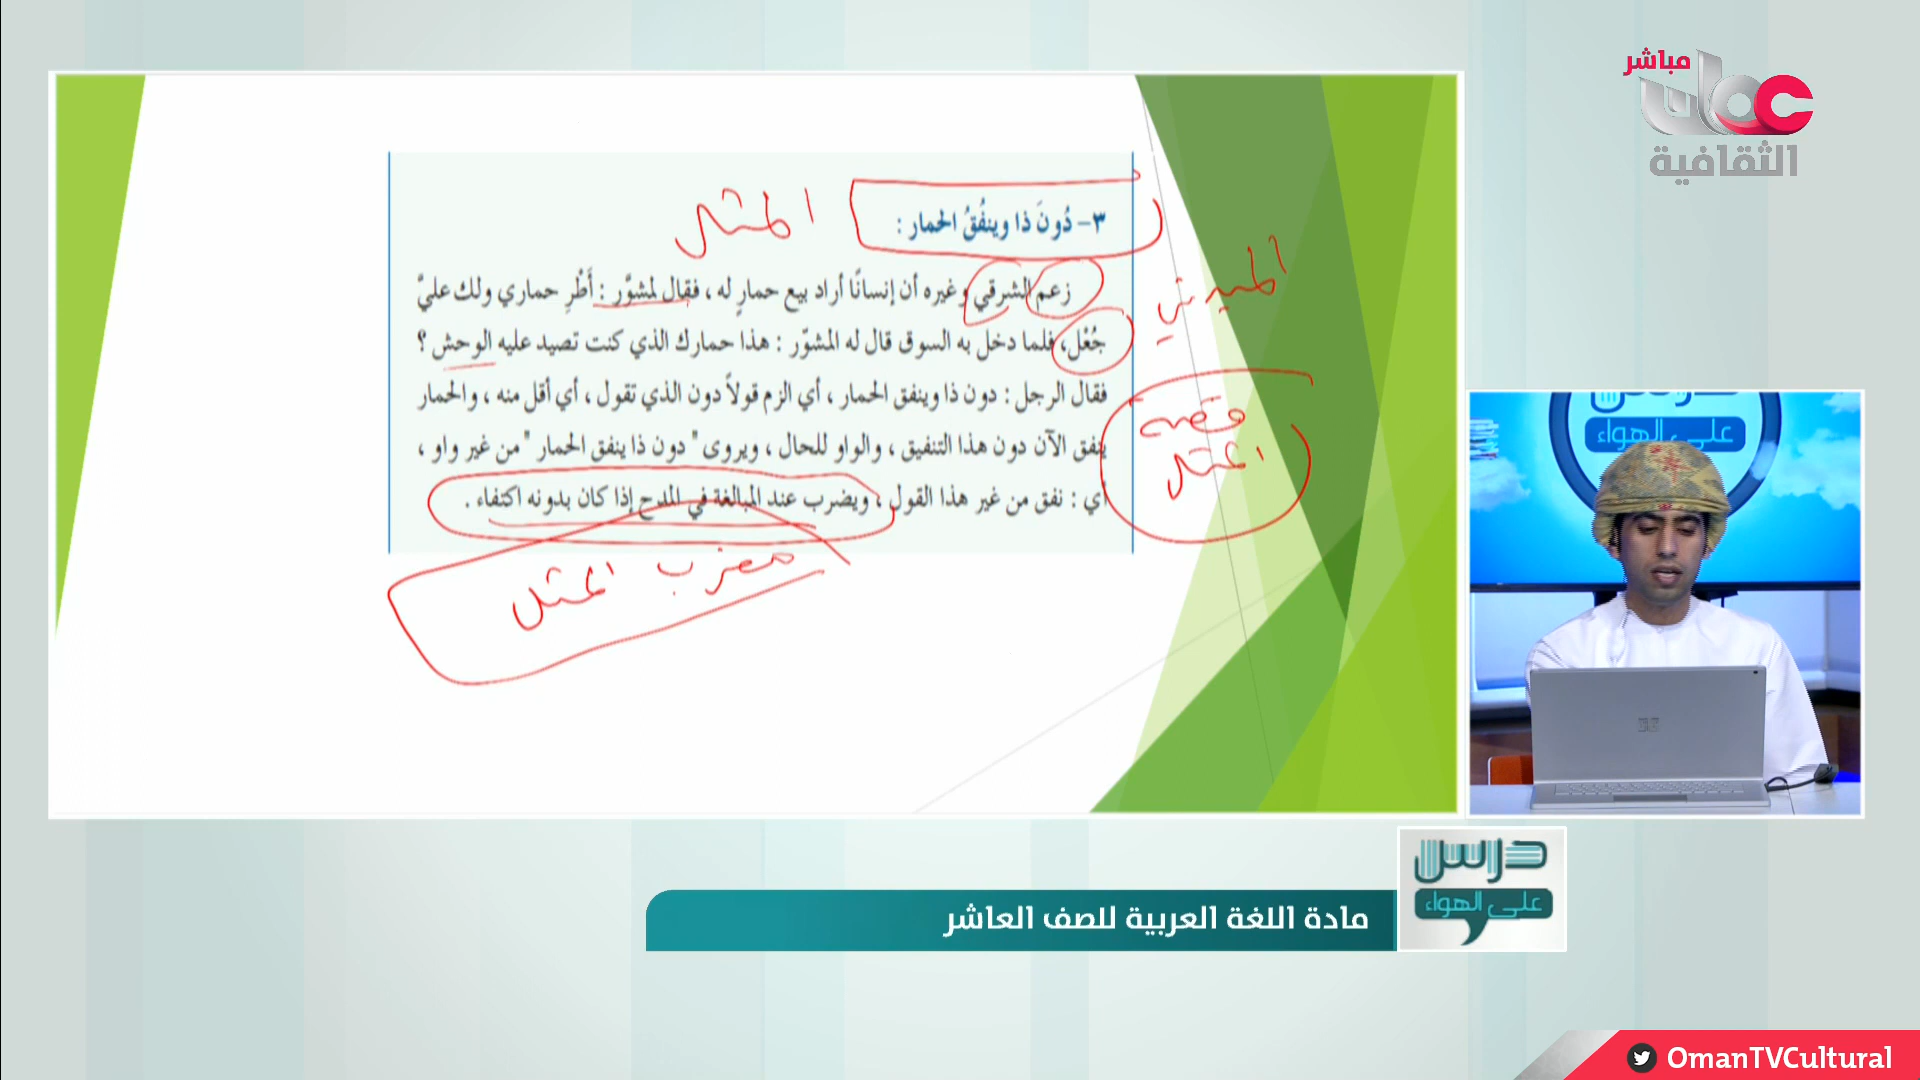 مباشر
عمان
الثقافية
المثل
٣- دُونَ ذا وينفُقُ الحمار :
زعم الشرقي وغيره أن إنسانًا أراد بيع حمارٍ له ، فقال لمشوَّر : أَطْرِ حماري ولك عليَّ
جُعْل، فلما دخل به السوق قال له المشوّر : هذا حمارك الذي كنت تصيد عليه الوحش ؟
فقال الرجل : دون ذا وينفق الحمار ، أي الزم قولاً دون الذي تقول ، أي أقل منه ، والحمار
ينفق الآن دون هذا التنفيق ، والواو للحال ، ويروى " دون ذا ينفق الحمار " من غير واو ،
أي : نفق من غير هذا القول ، ويضرب عند المبالغة في المدح إذا كان بدونه اكتفاء .
الميداني
قصة
المثل
مضرب المثل
على الهواء
درس
على الهواء
مادة اللغة العربية للصف العاشر
OmanTVCultural